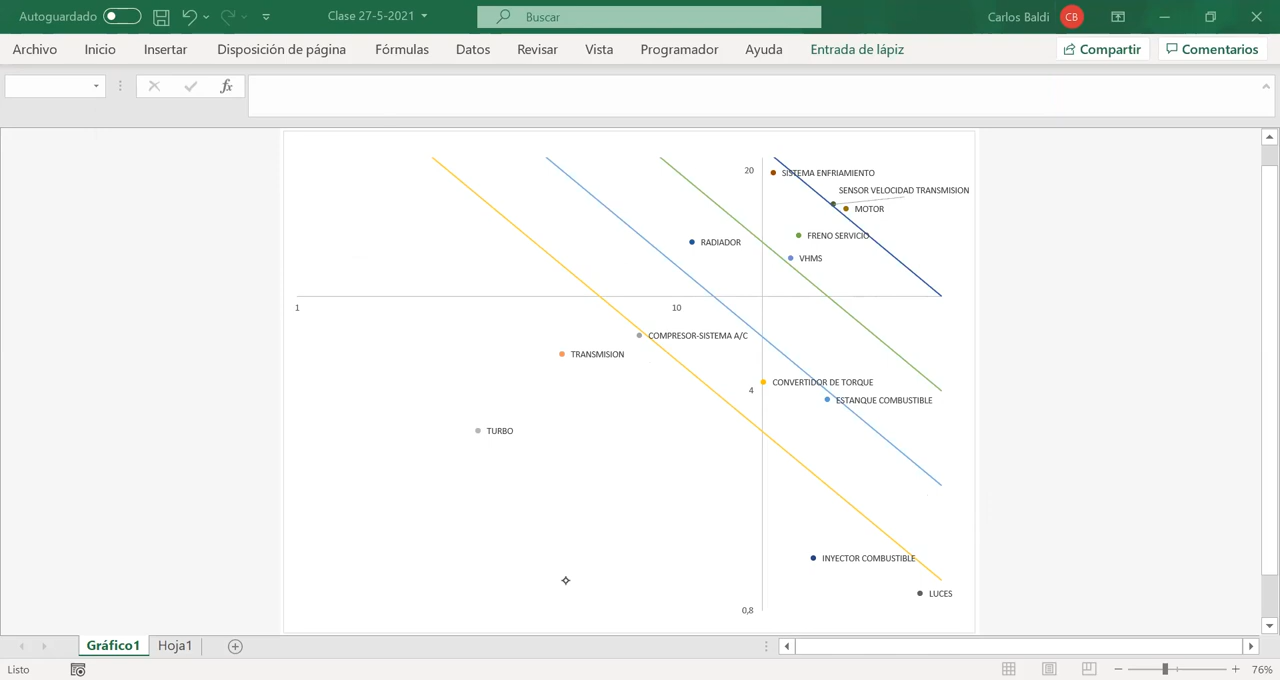 Autoguardado
Clase 27-5-2021
Buscar
Carlos Baldi
CB
Archivo
Inicio
Insertar
Disposición de página
Fórmulas
Datos
Revisar
Vista
Programador
Ayuda
Entrada de lápiz
Compartir
Comentarios
fx
20
SISTEMA ENFRIAMIENTO
SENSOR VELOCIDAD TRANSMISION
MOTOR
FRENO SERVICIO
RADIADOR
VHMS
1
10
COMPRESOR-SISTEMA A/C
TRANSMISION
CONVERTIDOR DE TORQUE
4
ESTANQUE COMBUSTIBLE
TURBO
INYECTOR COMBUSTIBLE
LUCES
0,8
Gráfico1
Hoja1
Listo
76%